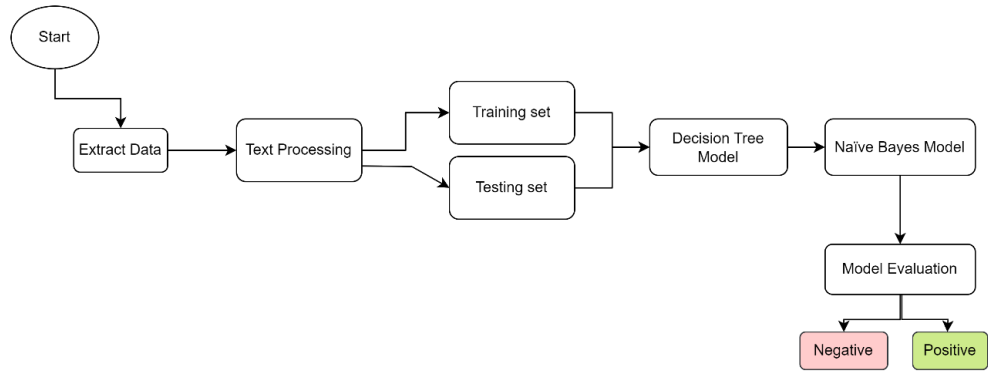 Start
Extract Data
Text Processing
Training set
Testing set
Decision Tree
Model
Naïve Bayes Model
Model Evaluation
Negative
Positive